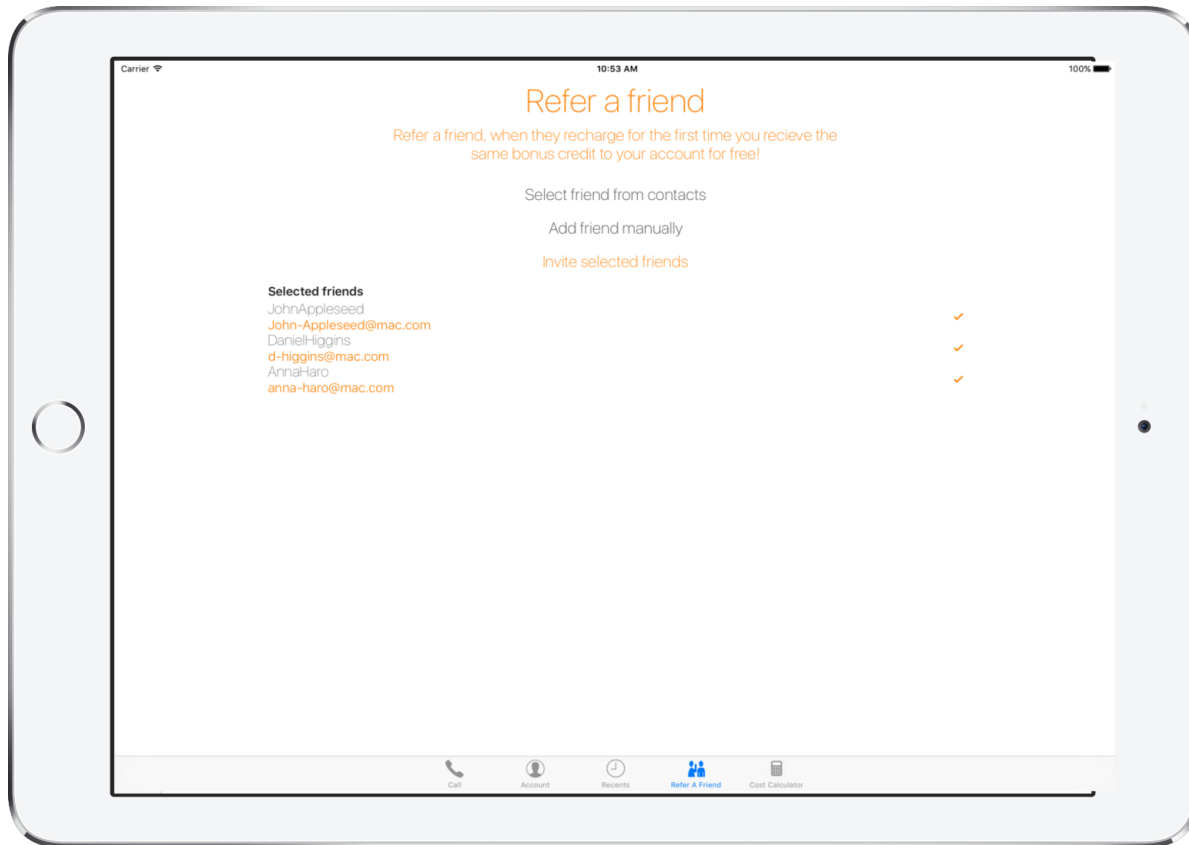 Carrier
10:53 AM
100%
Refer a friend
Refer a friend, when they recharge for the first time you recieve the
same bonus credit to your account for free!
Select friend from contacts
Add friend manually
Invite selected friends
Selected friends
JohnAppleseed
John-Appleseed@mac.com
DanielHiggins
d-higgins@mac.com
AnnaHaro
anna-haro@mac.com
Call
Account
Recents
Refer A Friend
Cost Calculator